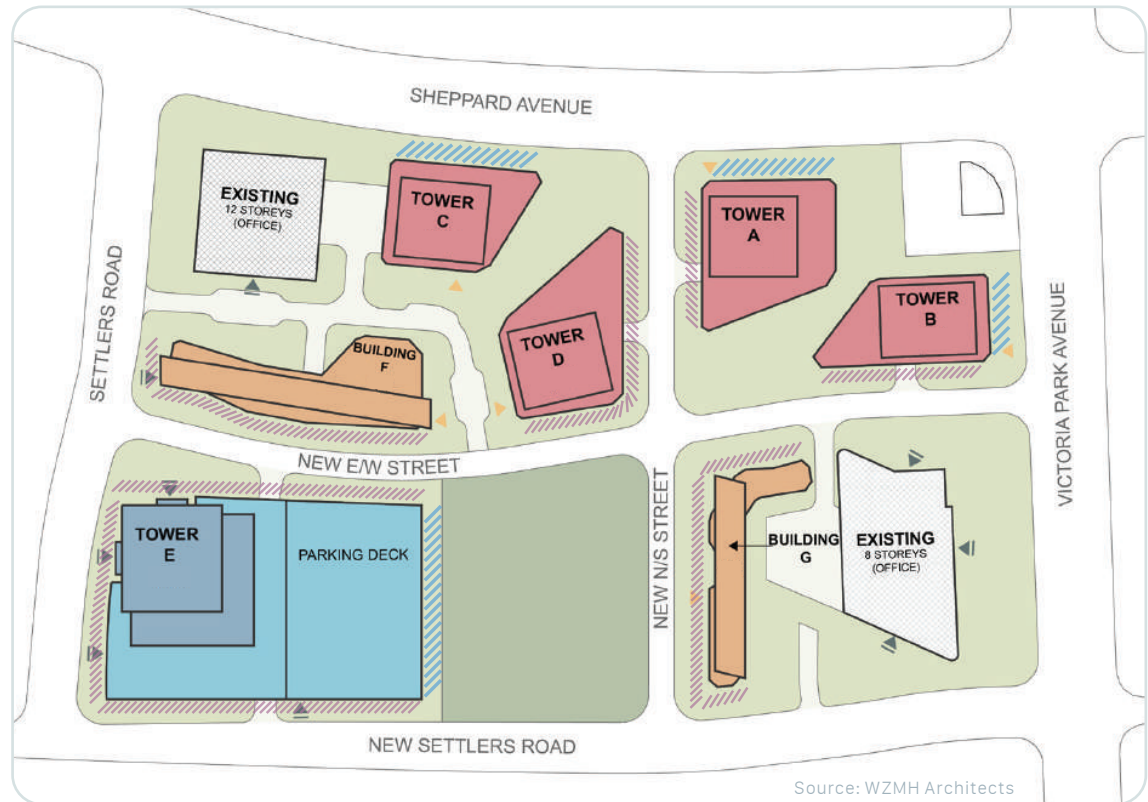 SHEPPARD AVENUE
EXISTING
12 STOREYS
(OFFICE)
TOWER
C
TOWER
A
TOWER
B
TOWER
D
BUILDING
F
SETTLERS ROAD
VICTORIA PARK AVENUE
NEW E/W STREET
NEW N/S STREET
TOWER
E
PARKING DECK
BUILDING
G
EXISTING
8 STOREYS
(OFFICE)
NEW SETTLERS ROAD
Source: WZMH Architects